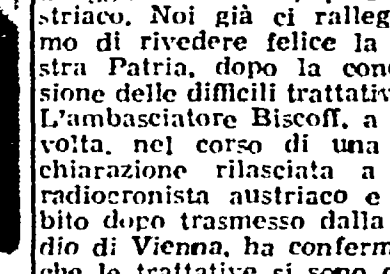 striaco. Noi già ci ralleg
mo di rivedere felice la
stra Patria, dopo la con
sione delle difficili trattativ
L'ambasciatore Biscoff, a
volta, nel corso di una
chiarazione rilasciata a
radiocronista austriaco e
bito dopo trasmesso dalla
dio di Vienna, ha conferm
che le trattative si sono